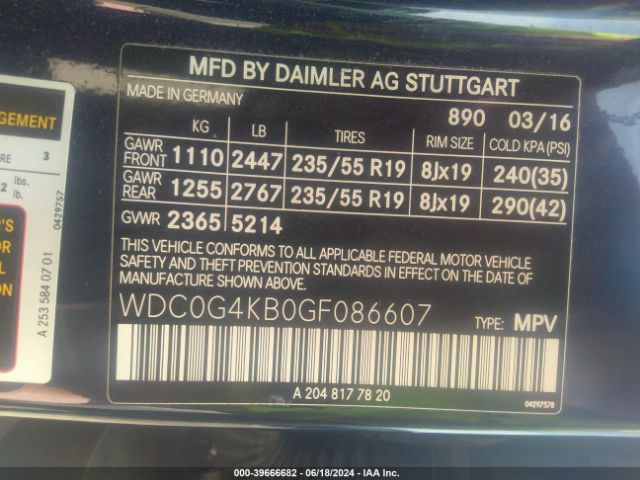 MFD BY DAIMLER AG STUTTGART
MADE IN GERMANY
890 03/16
KG LB TIRES RIM SIZE COLD KPA (PSI)
GAWR FRONT 1110 2447 235/55 R19 8Jx19 240(35)
GAWR REAR 1255 2767 235/55 R19 8Jx19 290(42)
GVWR 2365 5214
THIS VEHICLE CONFORMS TO ALL APPLICABLE FEDERAL MOTOR VEHICLE
SAFETY AND THEFT PREVENTION STANDARDS IN EFFECT ON THE DATE OF
MANUFACTURE SHOWN ABOVE.
WDC0G4KB0GF086607
TYPE: MPV
A 204 817 78 20
04297578
GEMENT
3
lbs.
lb.
0429757
A 253 584 07 01
000-39666682 - 06/18/2024 - IAA Inc.